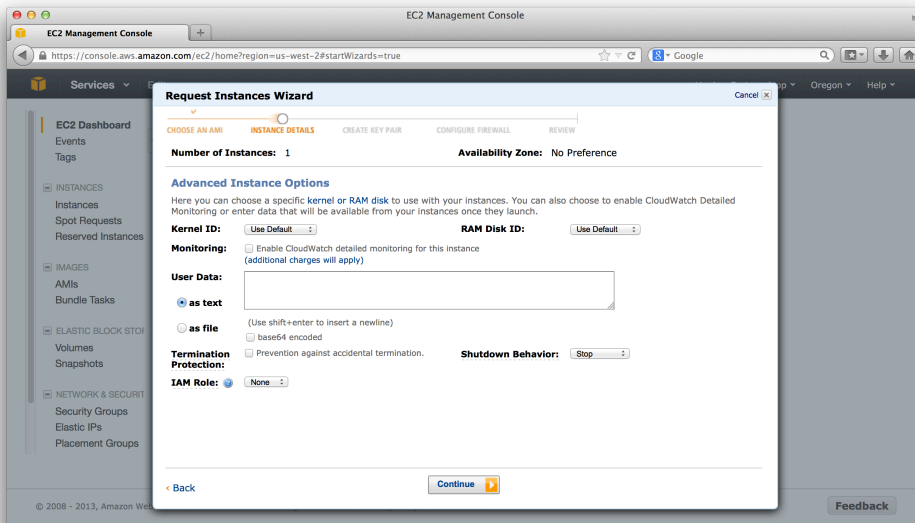 EC2 Management Console
EC2 Management Console
https://console.aws.amazon.com/ec2/home?region=us-west-2#startWizards=true
Google
Services
Oregon
Help
Request Instances Wizard
Cancel
CHOOSE AN AMI
INSTANCE DETAILS
CREATE KEY PAIR
CONFIGURE FIREWALL
REVIEW
Number of Instances: 1
Availability Zone: No Preference
Advanced Instance Options
Here you can choose a specific kernel or RAM disk to use with your instances. You can also choose to enable CloudWatch Detailed
Monitoring or enter data that will be available from your instances once they launch.
Kernel ID: Use Default
RAM Disk ID: Use Default
Monitoring: Enable CloudWatch detailed monitoring for this instance
(additional charges will apply)
User Data:
as text
as file
(Use shift+enter to insert a newline)
base64 encoded
Termination
Protection:
Prevention against accidental termination.
Shutdown Behavior: Stop
IAM Role: None
Back
Continue
EC2 Dashboard
Events
Tags
INSTANCES
Instances
Spot Requests
Reserved Instances
IMAGES
AMIs
Bundle Tasks
ELASTIC BLOCK STOR
Volumes
Snapshots
NETWORK & SECURIT
Security Groups
Elastic IPs
Placement Groups
© 2008 - 2013, Amazon Web
Feedback